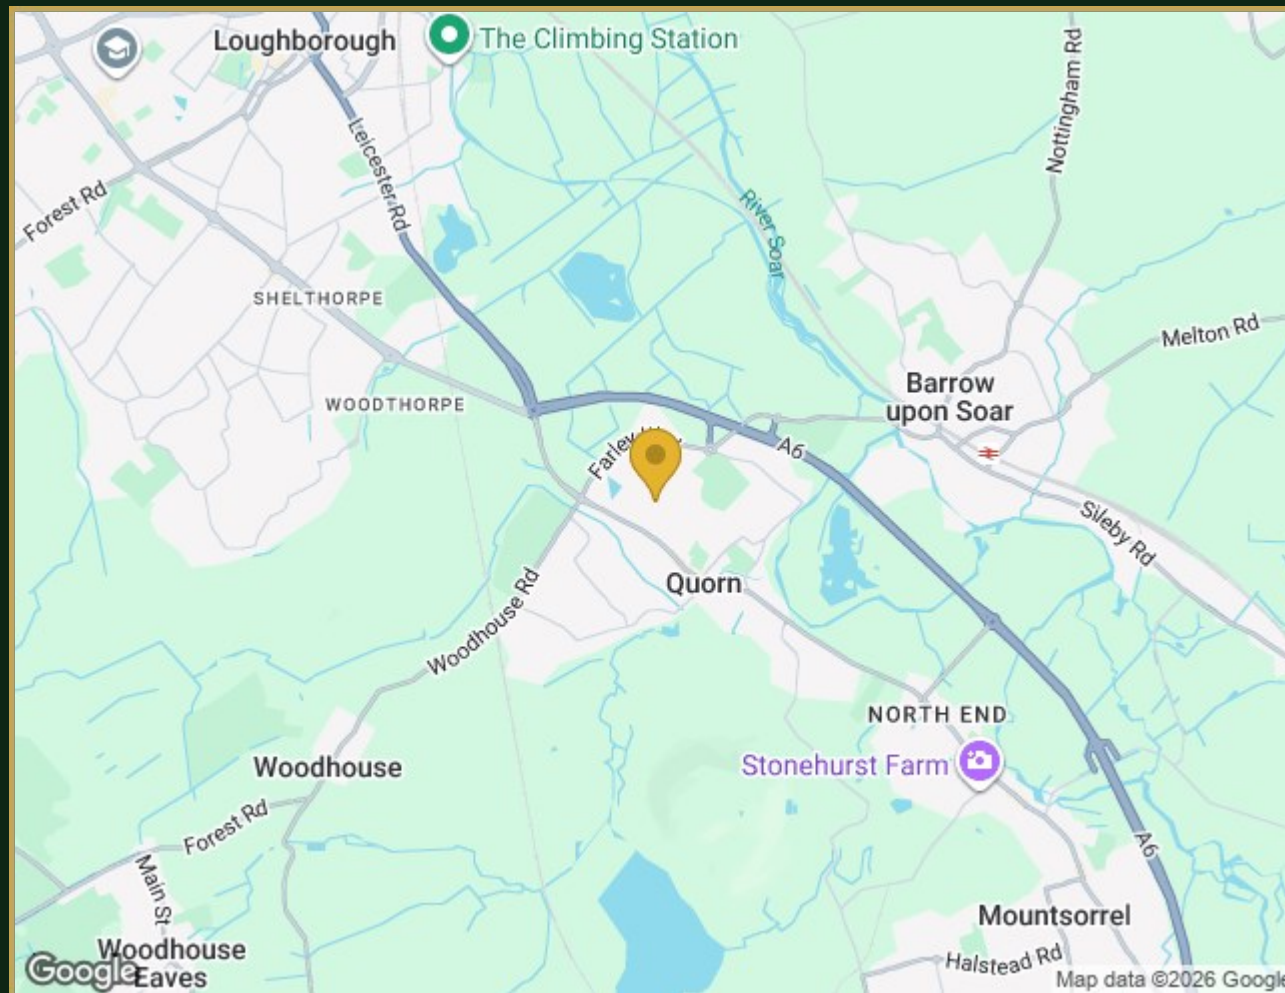 Loughborough
The Climbing Station
Nottingham Rd
Leicester Rd
Forest Rd
River Soar
SHELTHORPE
Melton Rd
Barrow
upon Soar
WOODTHORPE
Farley
A6
Sileby Rd
Quorn
Woodhouse Rd
NORTH END
Stonehurst Farm
Woodhouse
Forest Rd
A6
Main St
Mountsorrel
Woodhouse
Eaves
Halstead Rd
Google
Map data ©2026 Google